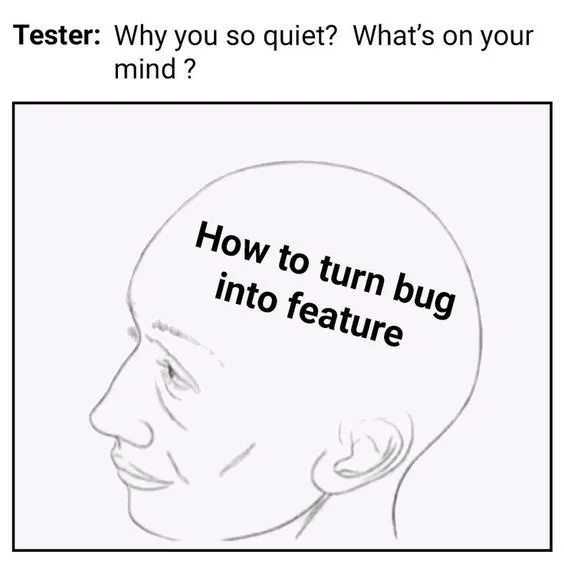 Tester: Why you so quiet? What's on your
mind ?
How to turn bug
into feature